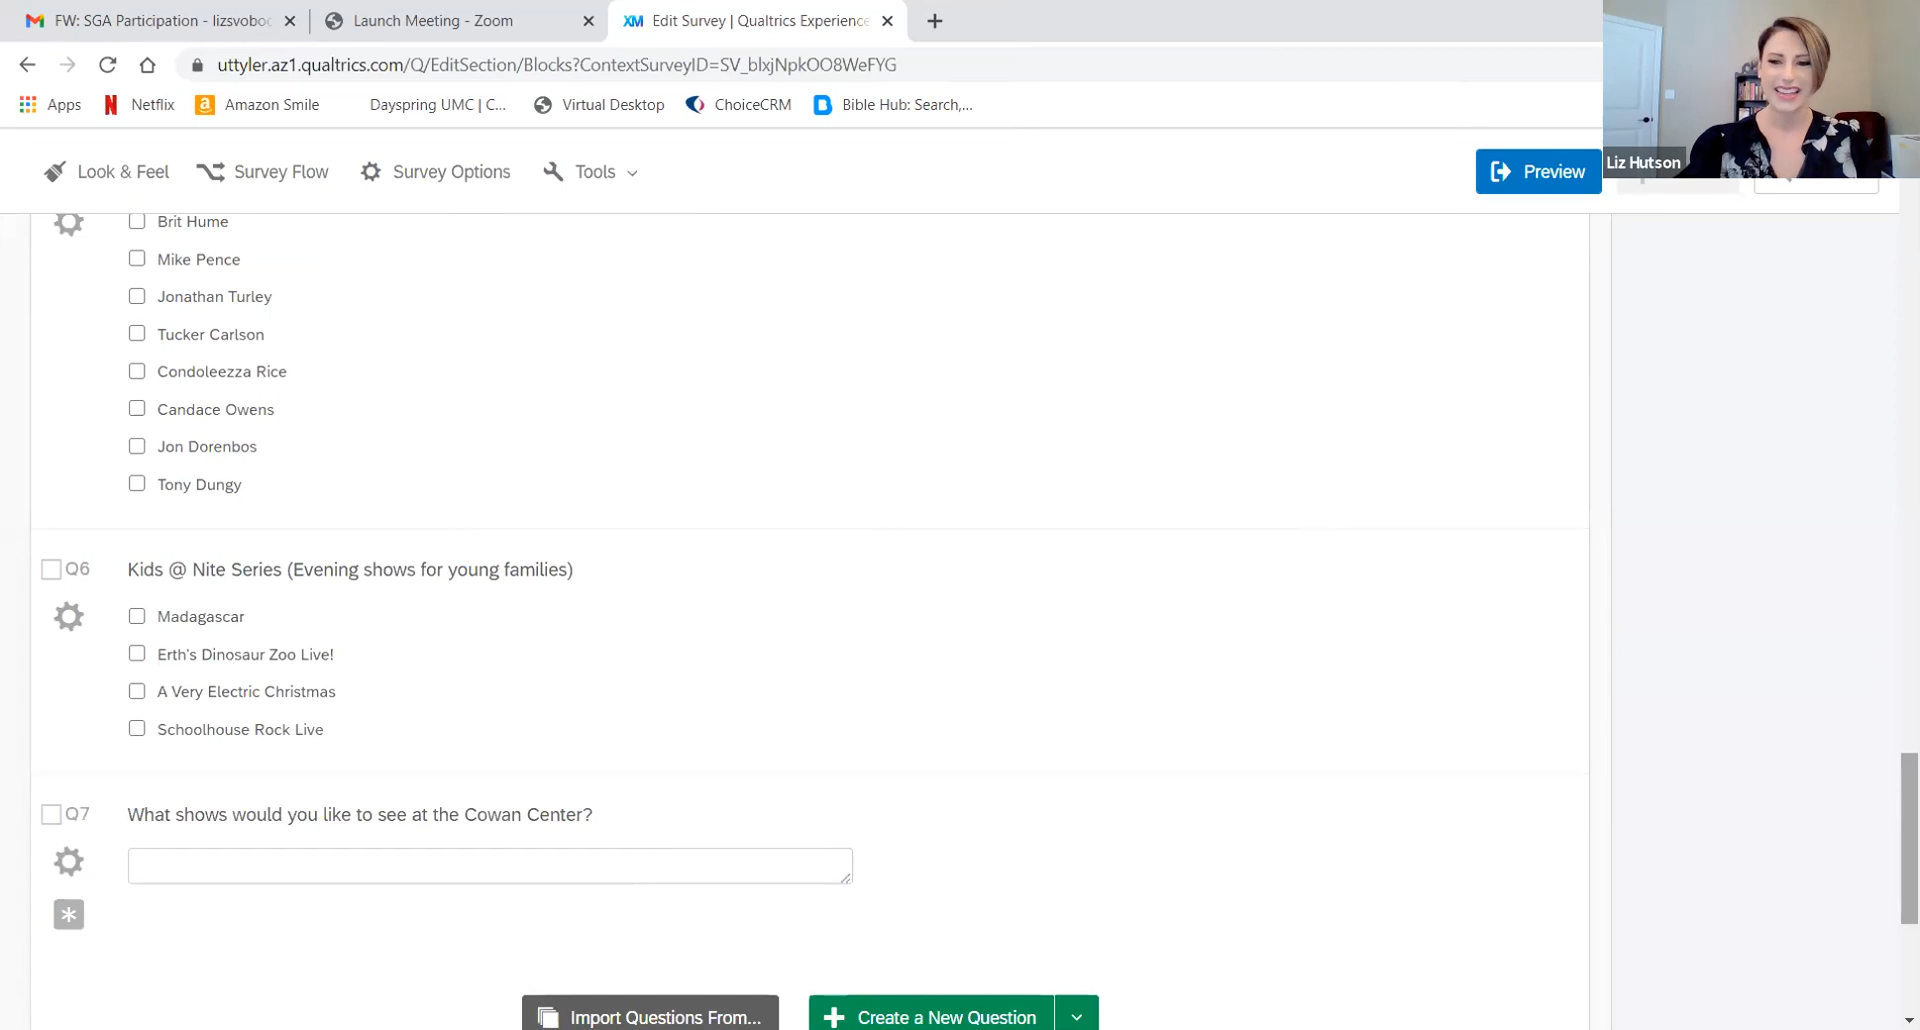 FW: SGA Participation - lizsvobo
Launch Meeting - Zoom
XM Edit Survey | Qualtrics Experience
uttyler.az1.qualtrics.com/Q/EditSection/Blocks?ContextSurveyID=SV_blxjNpkOO8WeFYG
Apps Netflix Amazon Smile Dayspring UMC | C... Virtual Desktop ChoiceCRM Bible Hub: Search,...
Liz Hutson
Look & Feel Survey Flow Survey Options Tools Preview
Brit Hume
Mike Pence
Jonathan Turley
Tucker Carlson
Condoleezza Rice
Candace Owens
Jon Dorenbos
Tony Dungy
Q6 Kids @ Nite Series (Evening shows for young families)
Madagascar
Erth's Dinosaur Zoo Live!
A Very Electric Christmas
Schoolhouse Rock Live
Q7 What shows would you like to see at the Cowan Center?
Import Questions From... Create a New Question